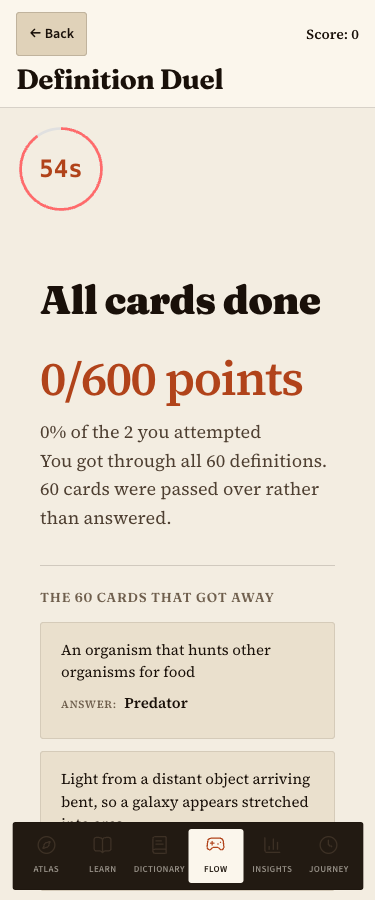 ← Back
Score: 0
Definition Duel
54s
All cards done
0/600 points
0% of the 2 you attempted
You got through all 60 definitions.
60 cards were passed over rather
than answered.
THE 60 CARDS THAT GOT AWAY
An organism that hunts other
organisms for food
ANSWER: Predator
Light from a distant object arriving
bent, so a galaxy appears stretched
ATLAS
LEARN
DICTIONARY
FLOW
INSIGHTS
JOURNEY